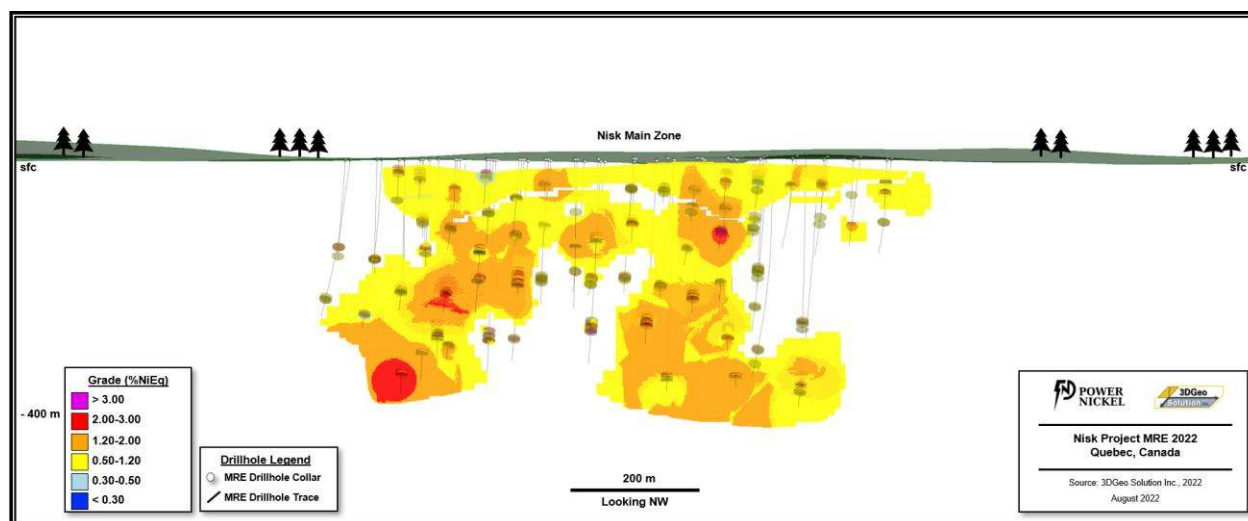 Nisk Main Zone
sfc
sfc
- 400 m
Grade (%NiEq)
> 3.00
2.00-3.00
1.20-2.00
0.50-1.20
0.30-0.50
< 0.30
Drillhole Legend
MRE Drillhole Collar
MRE Drillhole Trace
200 m
Looking NW
POWER
NICKEL
3DGeo
Solution
Nisk Project MRE 2022
Quebec, Canada
Source: 3DGeo Solution Inc., 2022
August 2022